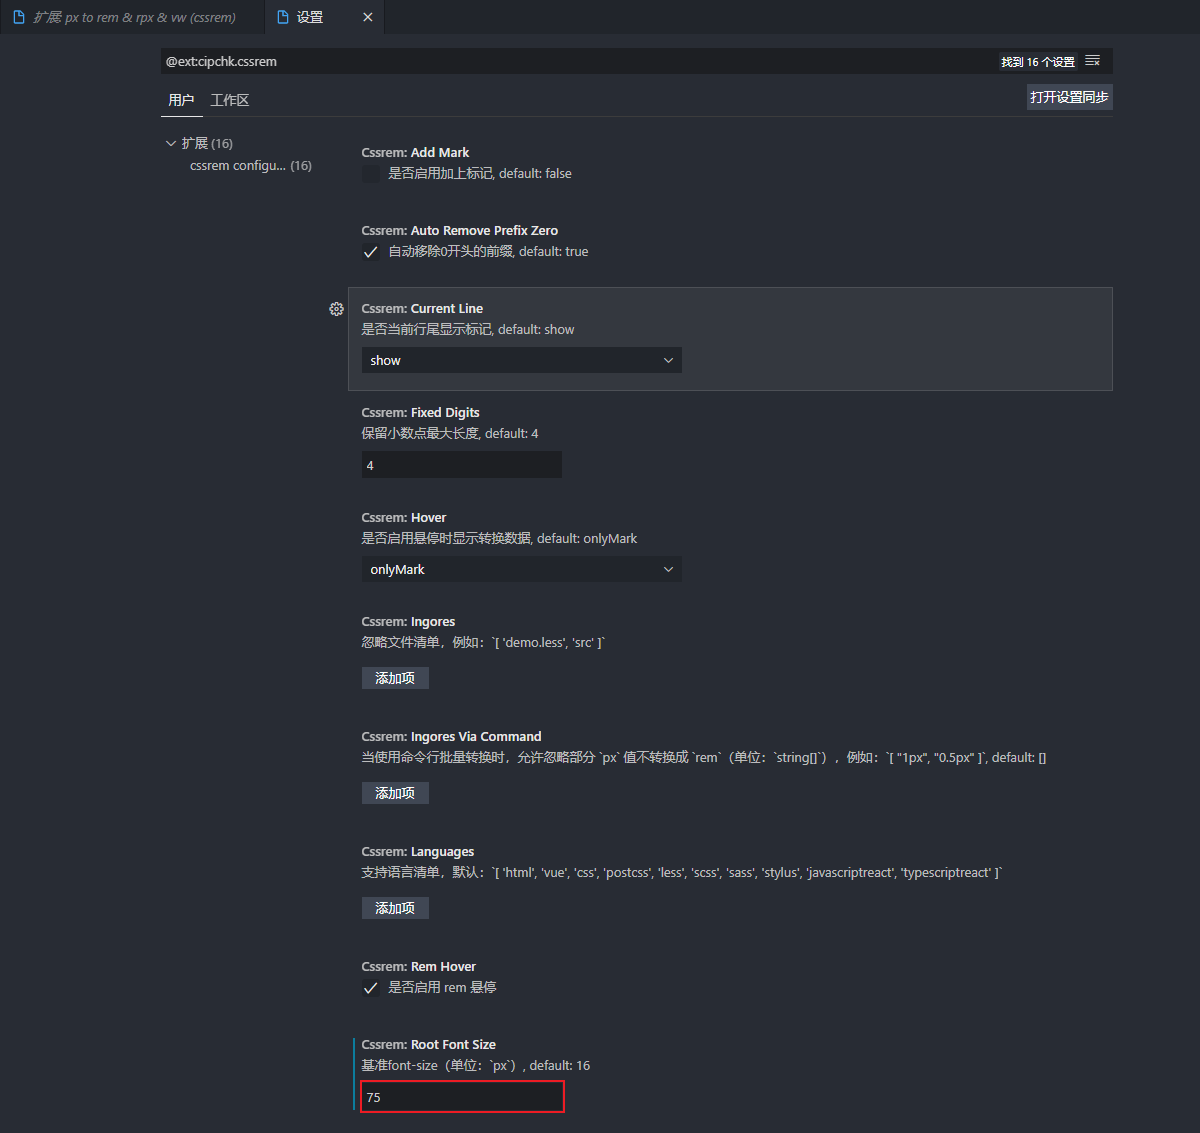 扩展: px to rem & rpx & vw (cssrem)
设置
@ext:cipchk.cssrem
找到 16 个设置
用户
工作区
打开设置同步
扩展 (16)
cssrem configu... (16)
Cssrem: Add Mark
是否启用加上标记, default: false
Cssrem: Auto Remove Prefix Zero
自动移除0开头的前缀, default: true
Cssrem: Current Line
是否当前行尾显示标记, default: show
show
Cssrem: Fixed Digits
保留小数点最大长度, default: 4
4
Cssrem: Hover
是否启用悬停时显示转换数据, default: onlyMark
onlyMark
Cssrem: Ingores
忽略文件清单，例如：`[ 'demo.less', 'src' ]`
添加项
Cssrem: Ingores Via Command
当使用命令行批量转换时，允许忽略部分 `px` 值不转换成 `rem`（单位：`string[]`），例如：`[ "1px", "0.5px" ]`, default: []
添加项
Cssrem: Languages
支持语言清单，默认：`[ 'html', 'vue', 'css', 'postcss', 'less', 'scss', 'sass', 'stylus', 'javascriptreact', 'typescriptreact' ]`
添加项
Cssrem: Rem Hover
是否启用 rem 悬停
Cssrem: Root Font Size
基准font-size（单位：`px`）, default: 16
75